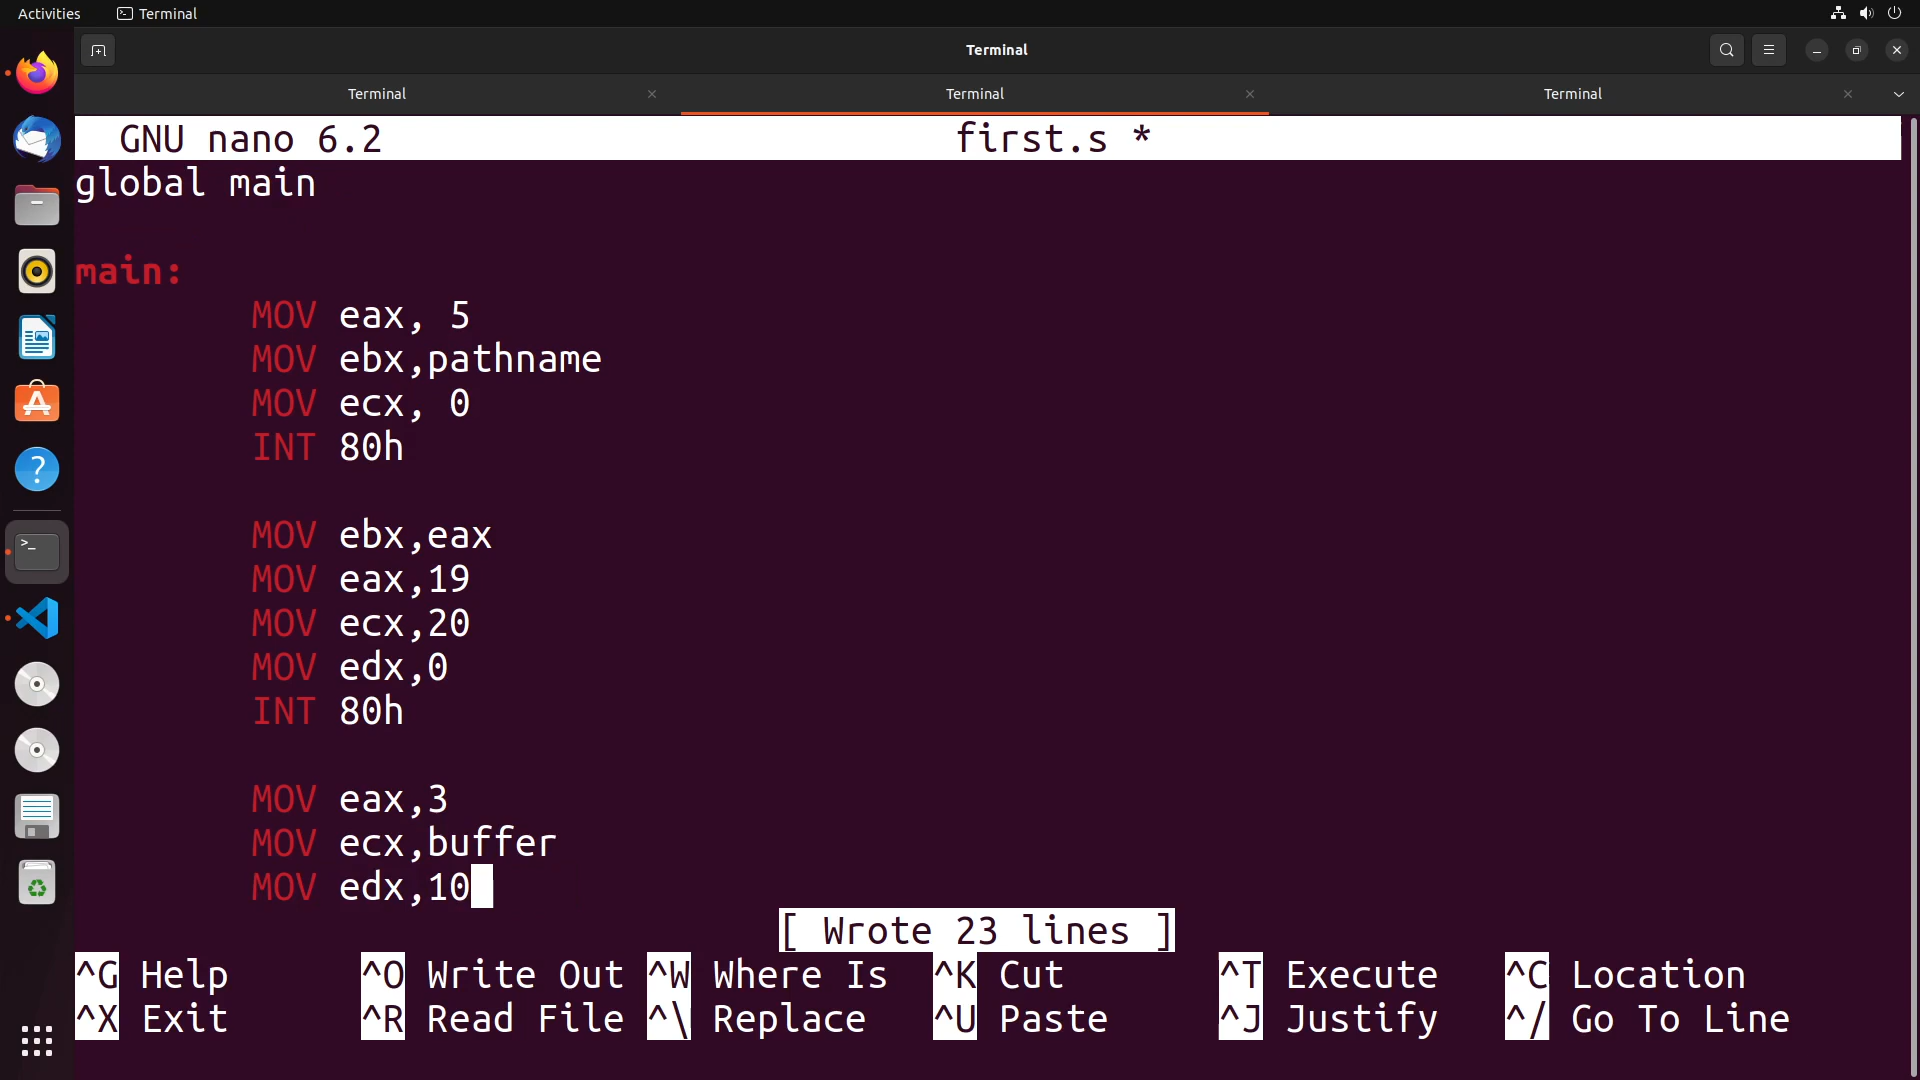 Activities Terminal
Terminal
Terminal Terminal Terminal
GNU nano 6.2 first.s *
global main
main:
MOV eax, 5
MOV ebx,pathname
MOV ecx, 0
INT 80h
MOV ebx,eax
MOV eax,19
MOV ecx,20
MOV edx,0
INT 80h
MOV eax,3
MOV ecx,buffer
MOV edx,10
[ Wrote 23 lines ]
^G Help ^O Write Out ^W Where Is ^K Cut ^T Execute ^C Location
^X Exit ^R Read File ^\ Replace ^U Paste ^J Justify ^/ Go To Line